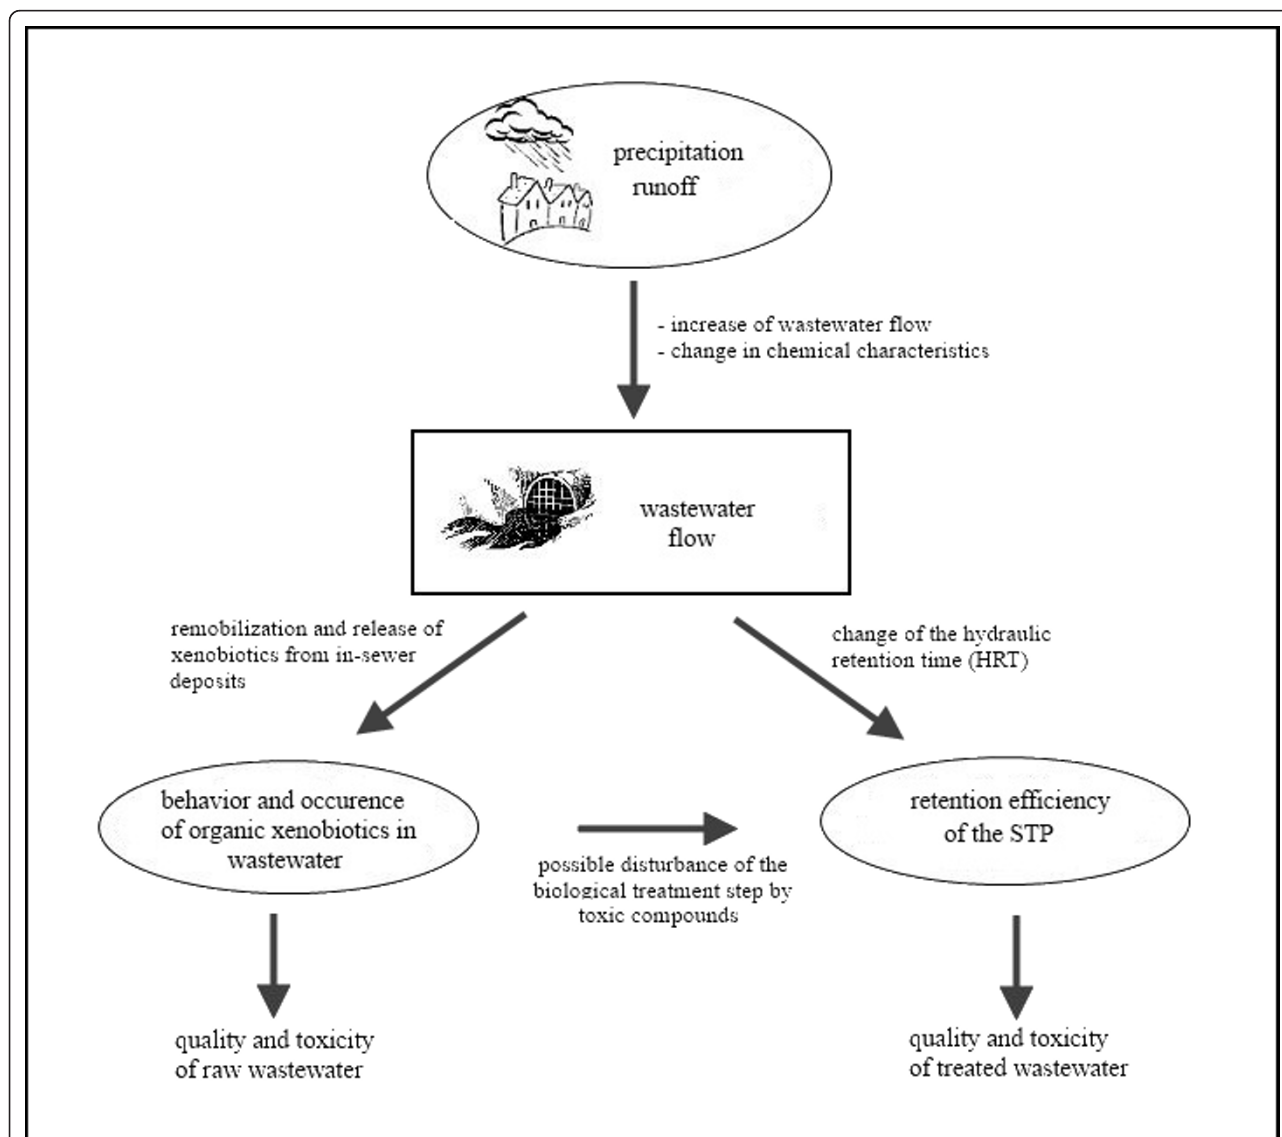 precipitation
runoff
- increase of wastewater flow
- change in chemical characteristics
wastewater
flow
remobilization and release of
xenobiotics from in-sewer
deposits
change of the hydraulic
retention time (HRT)
behavior and occurence
of organic xenobiotics in
wastewater
retention efficiency
of the STP
possible disturbance of the
biological treatment step by
toxic compounds
quality and toxicity
of raw wastewater
quality and toxicity
of treated wastewater